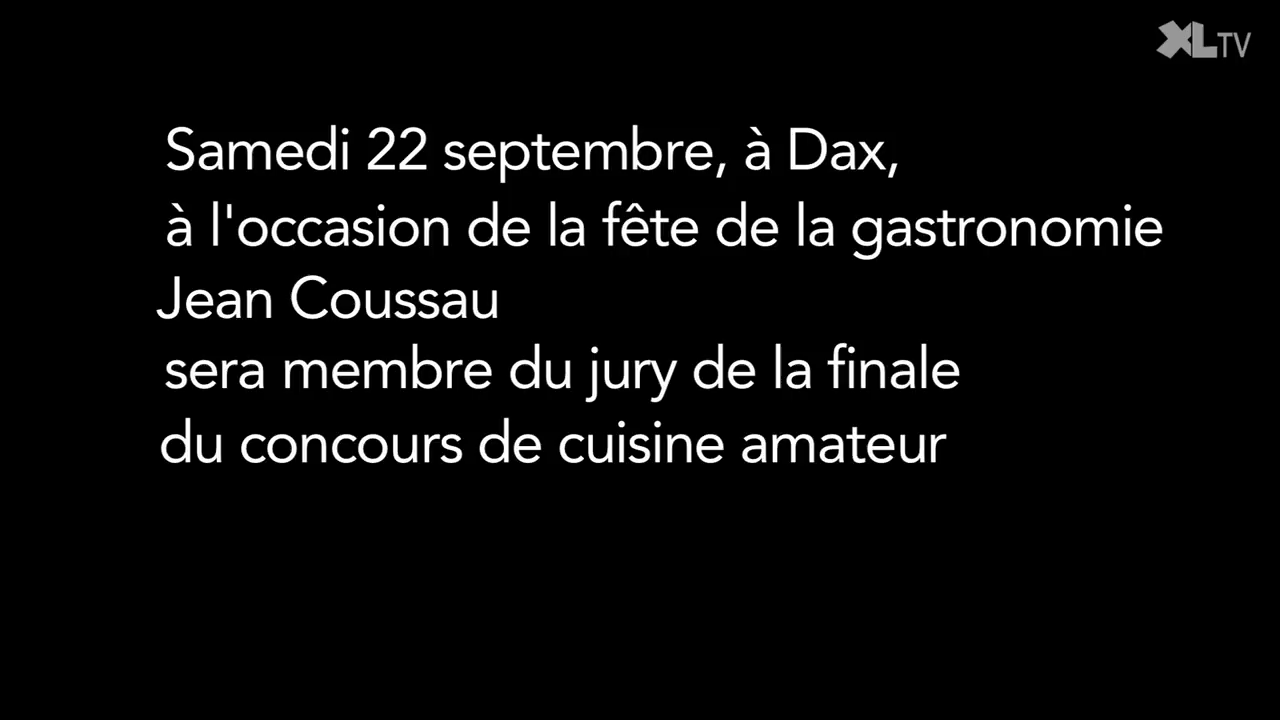 XLTV
Samedi 22 septembre, à Dax,
à l'occasion de la fête de la gastronomie
Jean Coussau
sera membre du jury de la finale
du concours de cuisine amateur